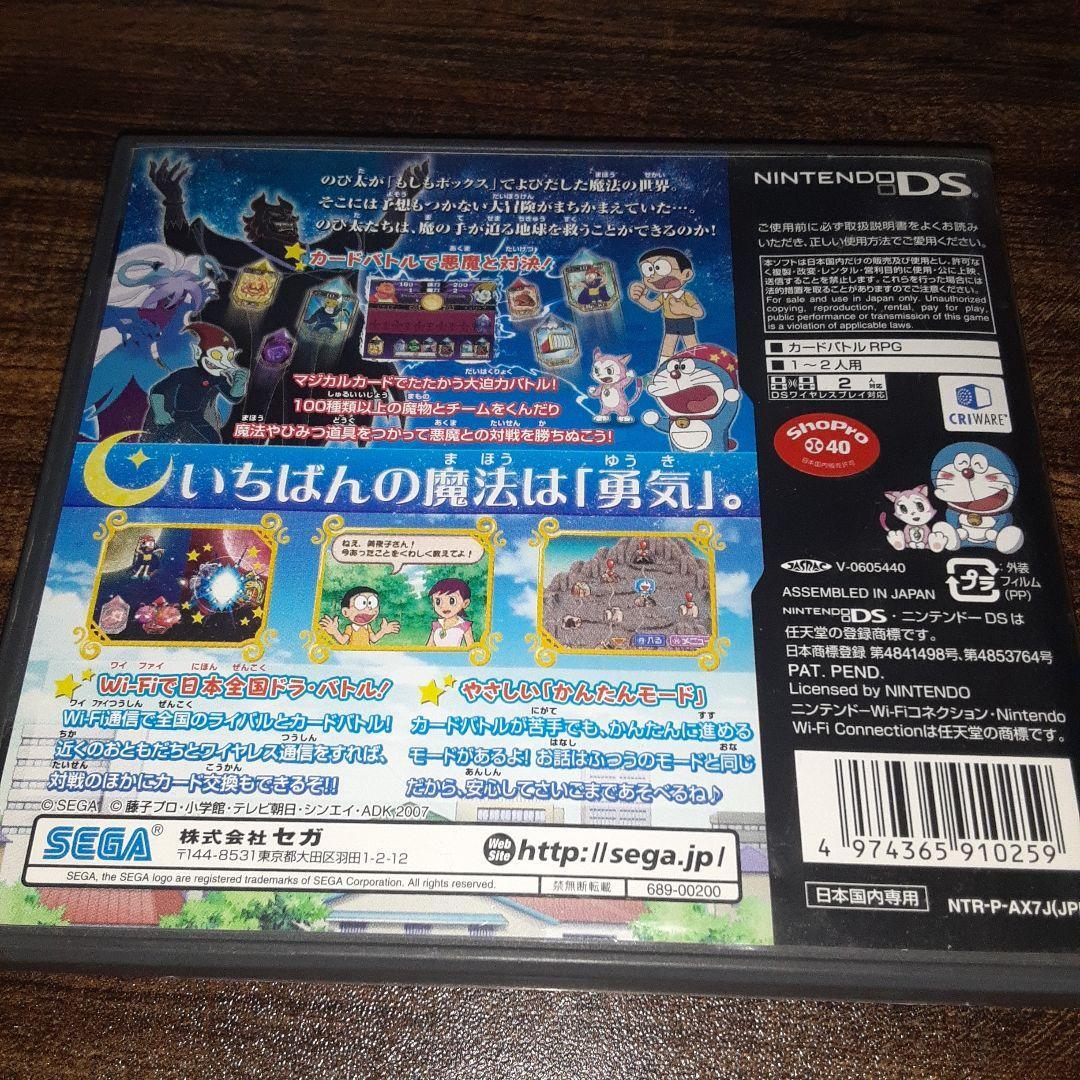 のび太が「もしもボックス」でよびだした魔法の世界。
そこには予想もつかない大冒険がまちかまえていた…。
のび太たちは、魔の手が迫る地球を救うことができるのか!
カードバトルで悪魔と対決!
マジカルカードでたたかう大迫力バトル!
100種類以上の魔物とチームをくんだり
魔法やひみつ道具をつかって悪魔との対戦を勝ちぬこう!
いちばんの魔法は「勇気」。
ねえ、美夜子さん!
今あったことをくわしく教えてよ!
はいる メニュー
Wi-Fiで日本全国ドラ・バトル!
Wi-Fi通信で全国のライバルとカードバトル!
近くのおともだちとワイヤレス通信をすれば、
対戦のほかにカード交換もできるぞ!!
やさしい「かんたんモード」
カードバトルが苦手でも、かんたんに進める
モードがあるよ! お話はふつうのモードと同じ
だから、安心してさいごまであそべるね♪
©SEGA ©藤子プロ・小学館・テレビ朝日・シンエイ・ADK 2007
SEGA®
株式会社 セガ
〒144-8531東京都大田区羽田1-2-12
Web Site http://sega.jp/
SEGA, the SEGA logo are registered trademarks of SEGA Corporation. All rights reserved.
禁無断転載
689-00200
NINTENDO DS
ご使用前に必ず取扱説明書をよくお読み
いただき、正しい使用方法でご愛用ください。
本ソフトは日本国内だけの販売及び使用とし、許可なく複製・改変・レンタル・営利目的に使用・公に上映、送信することを禁止します。これらを行った場合には法的措置を取ることがありますのでご注意ください。
For sale and use in Japan only. Unauthorized
copying, reproduction, rental, pay for play,
public performance or transmission of this game
is a violation of applicable laws.
■カードバトルRPG
■1~2人用
2人対応
DSワイヤレスプレイ対応
CRIWARE
ShoPro
40
日本国内販売許可
JASRAC V-0605440
プラ
:外装
フィルム
(PP)
ASSEMBLED IN JAPAN
NINTENDO DS・ニンテンドーDSは
任天堂の登録商標です。
日本商標登録 第4841498号、第4853764号
PAT. PEND.
Licensed by NINTENDO
ニンテンドーWi-Fiコネクション・Nintendo
Wi-Fi Connectionは任天堂の商標です。
4 974365 910259
日本国内専用
NTR-P-AX7J(JPN